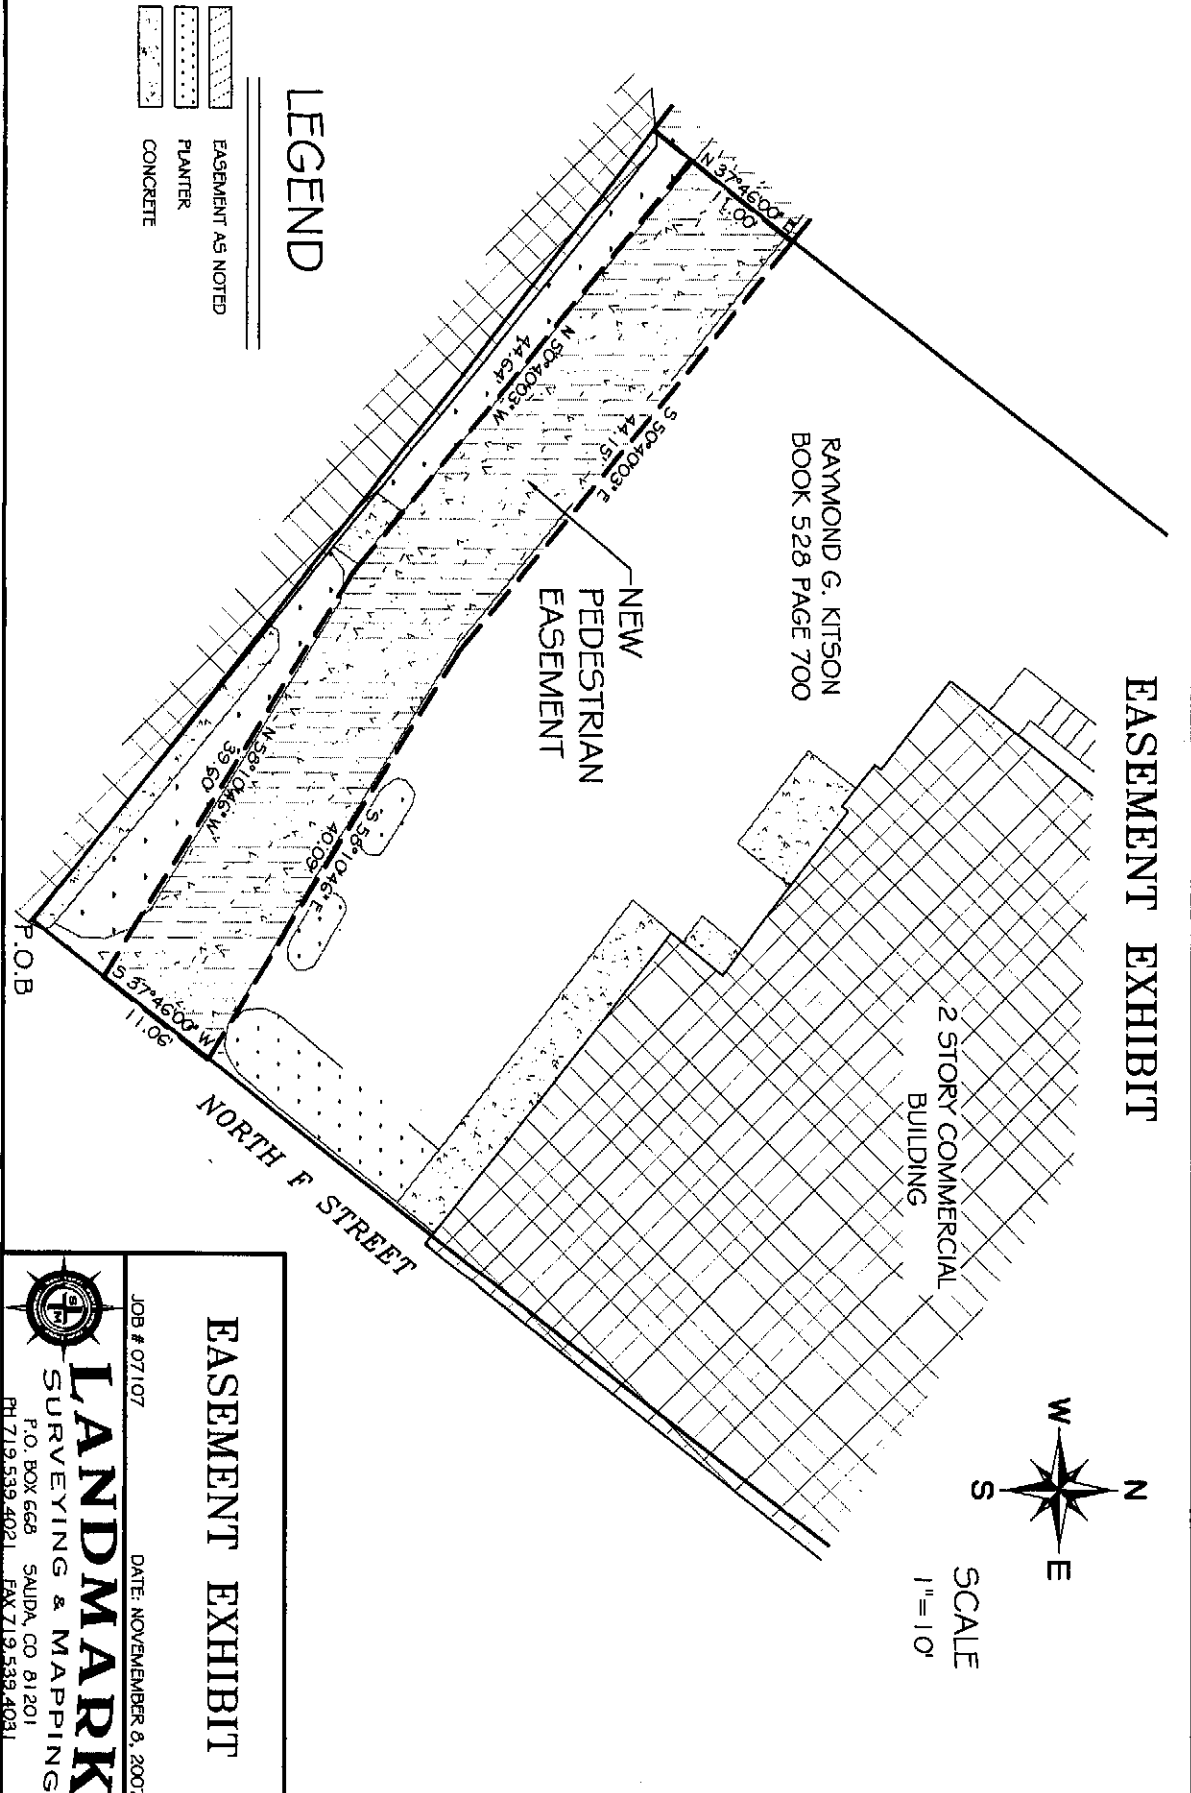 EASEMENT EXHIBIT
N
W
E
S
SCALE
1"=10'
RAYMOND G. KITSON
BOOK 528 PAGE 700
2 STORY COMMERCIAL
BUILDING
NEW
PEDESTRIAN
EASEMENT
N 37°46'00" E
11.00'
S 50°40'03" E
44.15'
N 50°40'03" W
44.64'
S 58°10'46" E
40.09'
N 58°10'46" W
39.60'
S 37°46'00" W
11.06'
NORTH F STREET
P.O.B
LEGEND
EASEMENT AS NOTED
PLANTER
CONCRETE
EASEMENT EXHIBIT
JOB # 07107
DATE: NOVEMEMBER 8, 2007
S
M
LANDMARK
SURVEYING & MAPPING
P.O. BOX 668 SALIDA, CO 81201
PH 719.539.4021 FAX 719.539.4031